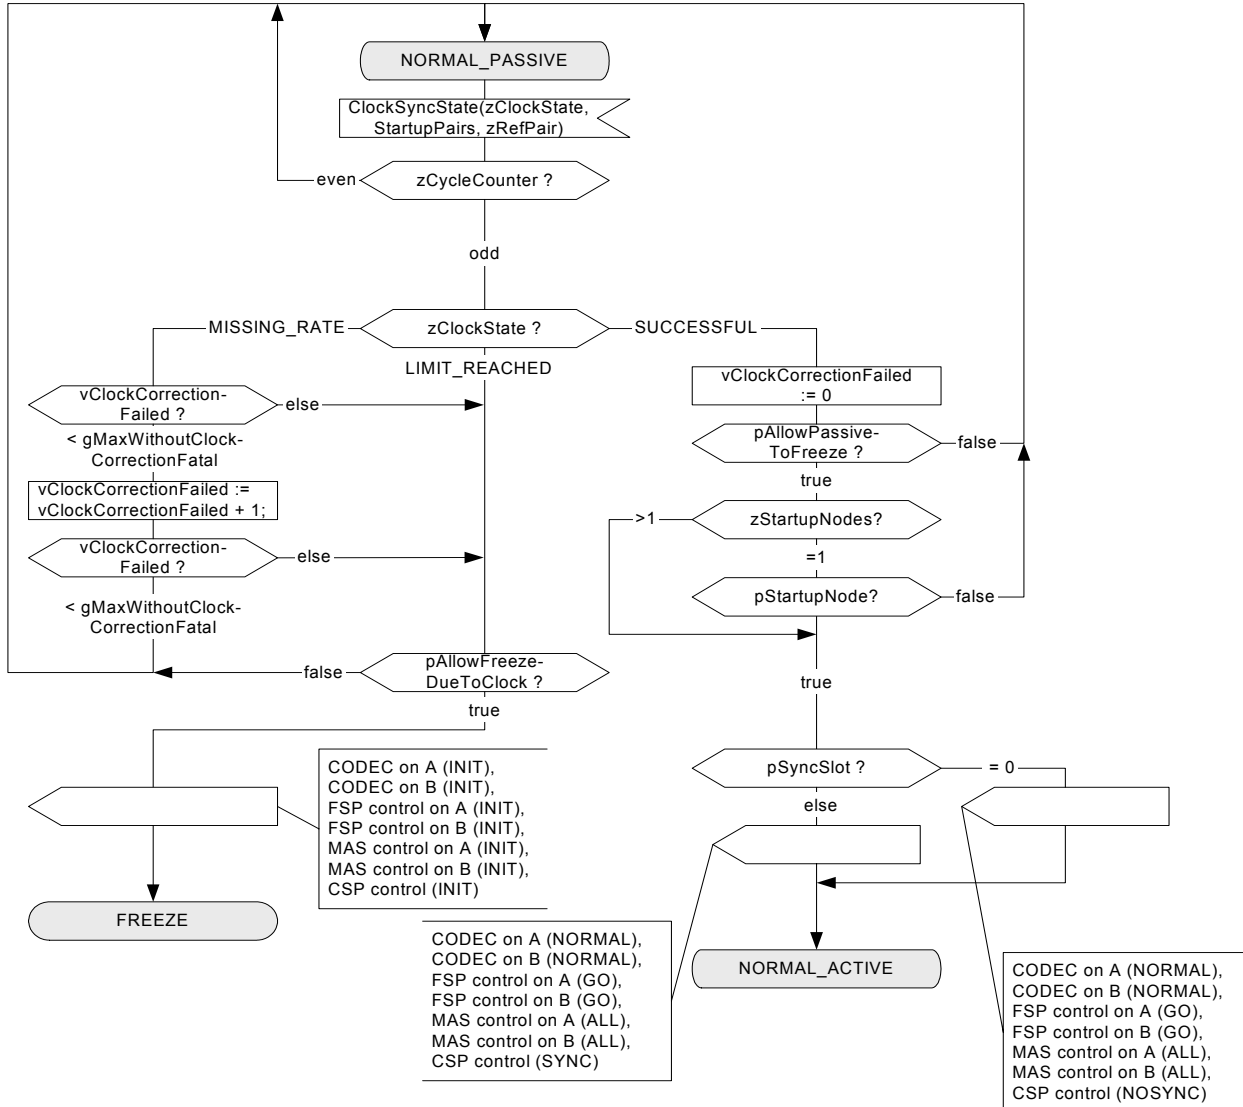 NORMAL_PASSIVE
ClockSyncState(zClockState,
StartupPairs, zRefPair)
even
zCycleCounter ?
odd
MISSING_RATE
zClockState ?
SUCCESSFUL
LIMIT_REACHED
vClockCorrection-
Failed ?
else
< gMaxWithoutClock-
CorrectionFatal
vClockCorrectionFailed :=
vClockCorrectionFailed + 1;
vClockCorrection-
Failed ?
else
< gMaxWithoutClock-
CorrectionFatal
vClockCorrectionFailed
:= 0
pAllowPassive-
ToFreeze ?
false
true
>1
zStartupNodes?
=1
pStartupNode?
false
true
false
pAllowFreeze-
DueToClock ?
true
CODEC on A (INIT),
CODEC on B (INIT),
FSP control on A (INIT),
FSP control on B (INIT),
MAS control on A (INIT),
MAS control on B (INIT),
CSP control (INIT)
FREEZE
pSyncSlot ?
= 0
else
CODEC on A (NORMAL),
CODEC on B (NORMAL),
FSP control on A (GO),
FSP control on B (GO),
MAS control on A (ALL),
MAS control on B (ALL),
CSP control (SYNC)
NORMAL_ACTIVE
CODEC on A (NORMAL),
CODEC on B (NORMAL),
FSP control on A (GO),
FSP control on B (GO),
MAS control on A (ALL),
MAS control on B (ALL),
CSP control (NOSYNC)